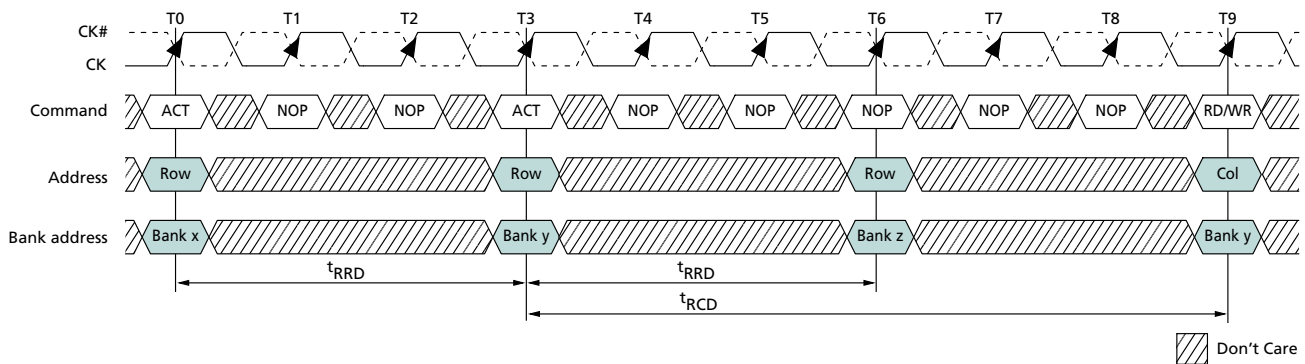 T0 T1 T2 T3 T4 T5 T6 T7 T8 T9
CK#
CK
Command ACT NOP NOP ACT NOP NOP NOP NOP NOP RD/WR
Address Row Row Row Col
Bank address Bank x Bank y Bank z Bank y
tRRD tRRD
tRCD
Don't Care